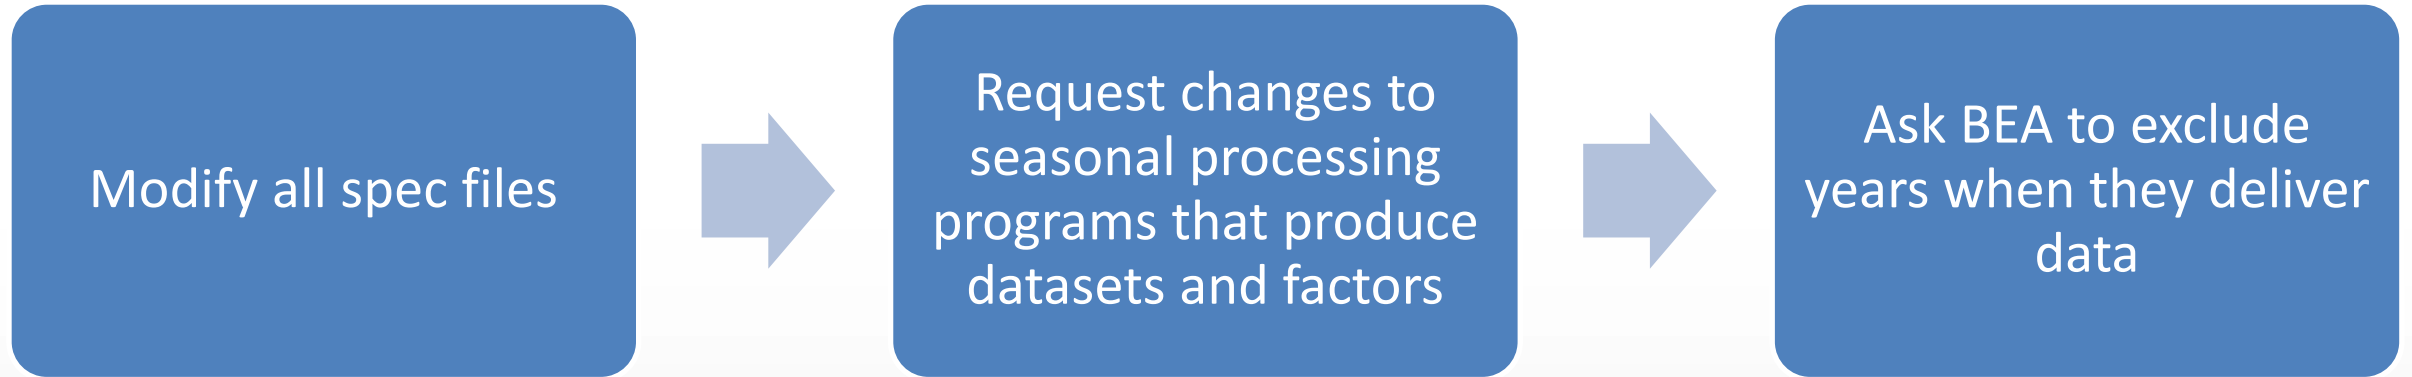 Modify all spec files
Request changes to
seasonal processing
programs that produce
datasets and factors
Ask BEA to exclude
years when they deliver
data